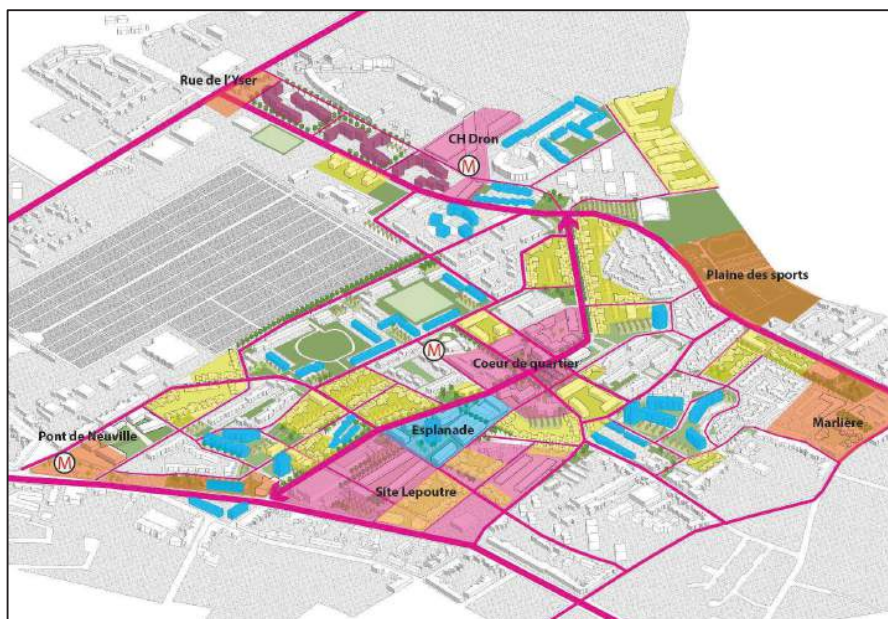 Rue de l'Yser
CH Dron
M
Plaine des sports
M
Coeur de quartier
Marlière
Pont de Neuville
Esplanade
M
Site Lepoutre